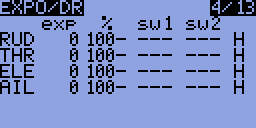 EXPO/DR 4/13
exp % sw1 sw2
RUD 0 100- --- --- H
THR 0 100- --- --- H
ELE 0 100- --- --- H
AIL 0 100- --- --- H